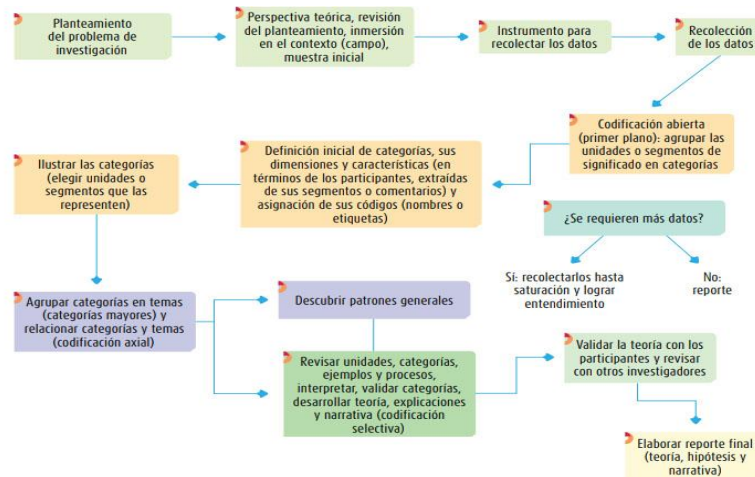 Planteamiento
del problema de
investigación
Perspectiva teórica, revisión
del planteamiento, inmersión
en el contexto (campo),
muestra inicial
Instrumento para
recolectar los datos
Recolección
de los datos
Codificación abierta
(primer plano): agrupar las
unidades o segmentos de
significado en categorías
Definición inicial de categorías, sus
dimensiones y características (en
términos de los participantes, extraídas
de sus segmentos o comentarios) y
asignación de sus códigos (nombres o
etiquetas)
Ilustrar las categorías
(elegir unidades o
segmentos que las
representen)
¿Se requieren más datos?
Sí: recolectarlos hasta
saturación y lograr
entendimiento
No:
reporte
Agrupar categorías en temas
(categorías mayores) y
relacionar categorías y temas
(codificación axial)
Descubrir patrones generales
Revisar unidades, categorías,
ejemplos y procesos,
interpretar, validar categorías,
desarrollar teoría, explicaciones
y narrativa (codificación
selectiva)
Validar la teoría con los
participantes y revisar
con otros investigadores
Elaborar reporte final
(teoría, hipótesis y
narrativa)